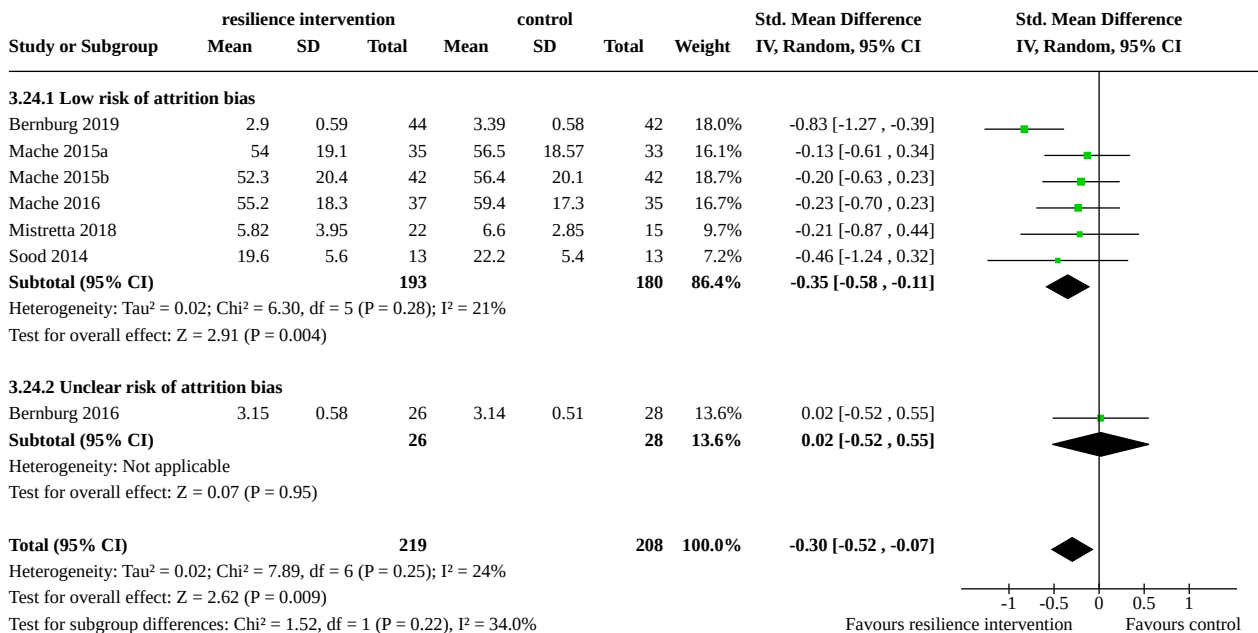 resilience intervention control Std. Mean Difference Std. Mean Difference
Study or Subgroup Mean SD Total Mean SD Total Weight IV, Random, 95% CI IV, Random, 95% CI
3.24.1 Low risk of attrition bias
Bernburg 2019 2.9 0.59 44 3.39 0.58 42 18.0% -0.83 [-1.27 , -0.39]
Mache 2015a 54 19.1 35 56.5 18.57 33 16.1% -0.13 [-0.61 , 0.34]
Mache 2015b 52.3 20.4 42 56.4 20.1 42 18.7% -0.20 [-0.63 , 0.23]
Mache 2016 55.2 18.3 37 59.4 17.3 35 16.7% -0.23 [-0.70 , 0.23]
Mistretta 2018 5.82 3.95 22 6.6 2.85 15 9.7% -0.21 [-0.87 , 0.44]
Sood 2014 19.6 5.6 13 22.2 5.4 13 7.2% -0.46 [-1.24 , 0.32]
Subtotal (95% CI) 193 180 86.4% -0.35 [-0.58 , -0.11]
Heterogeneity: Tau² = 0.02; Chi² = 6.30, df = 5 (P = 0.28); I² = 21%
Test for overall effect: Z = 2.91 (P = 0.004)
3.24.2 Unclear risk of attrition bias
Bernburg 2016 3.15 0.58 26 3.14 0.51 28 13.6% 0.02 [-0.52 , 0.55]
Subtotal (95% CI) 26 28 13.6% 0.02 [-0.52 , 0.55]
Heterogeneity: Not applicable
Test for overall effect: Z = 0.07 (P = 0.95)
Total (95% CI) 219 208 100.0% -0.30 [-0.52 , -0.07]
Heterogeneity: Tau² = 0.02; Chi² = 7.89, df = 6 (P = 0.25); I² = 24%
Test for overall effect: Z = 2.62 (P = 0.009) -1 -0.5 0 0.5 1
Test for subgroup differences: Chi² = 1.52, df = 1 (P = 0.22), I² = 34.0% Favours resilience intervention Favours control